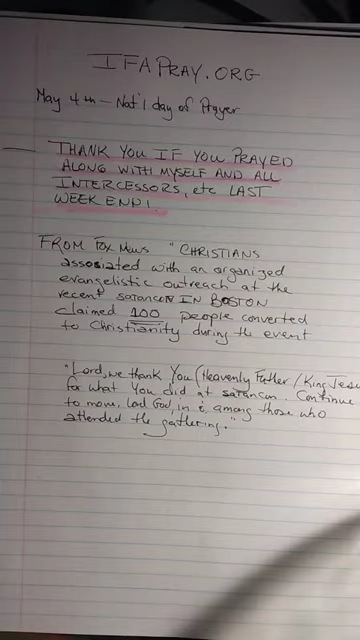 IFAPRAY.ORG
May 4th - Nat'l day of Prayer
THANK YOU IF YOU PRAYED
ALONG WITH MYSELF AND ALL
INTERCESSORS, etc LAST
WEEK END!
FROM FOX News "CHRISTIANS
associated with an organized
evangelistic outreach at the
recent satancon IN BOSTON
claimed 100 people converted
to Christianity during the event
"Lord, we thank You (Heavenly Father / King Jesu
for what You did at satancon. Continue
to move, Lord God, in & among those who
attended the gathering."